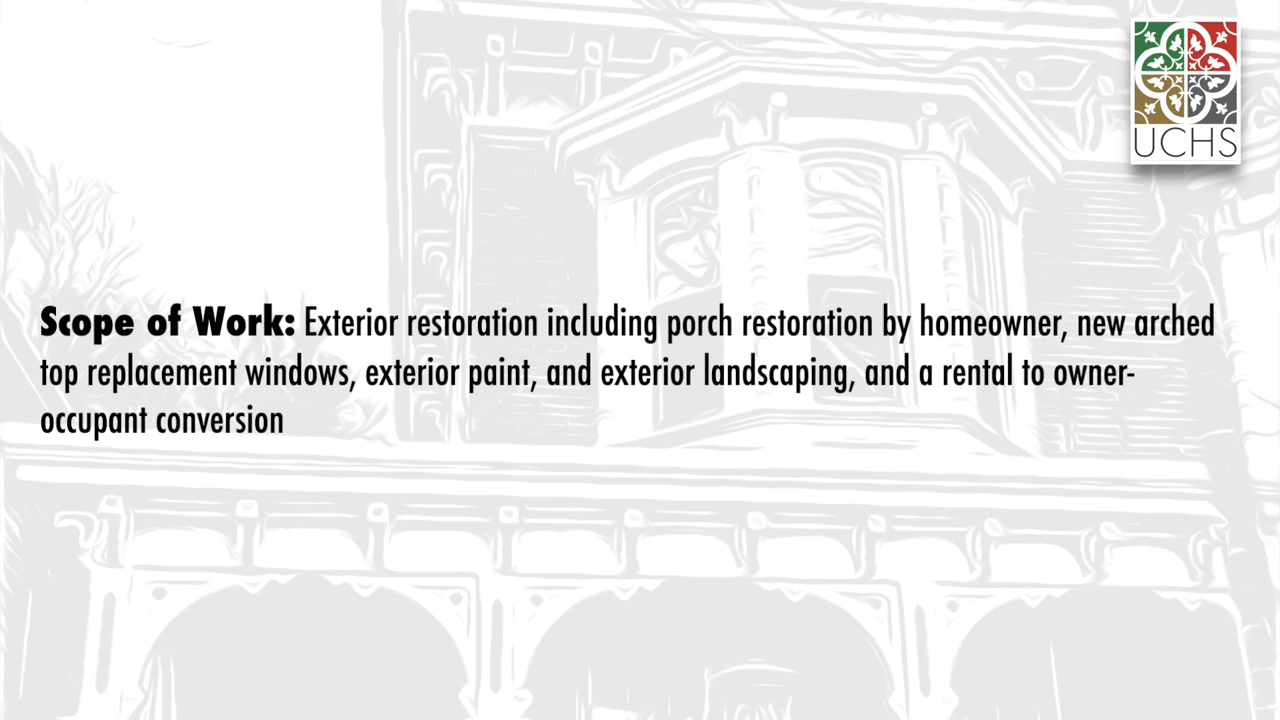 UCHS
Scope of Work: Exterior restoration including porch restoration by homeowner, new arched
top replacement windows, exterior paint, and exterior landscaping, and a rental to owner-
occupant conversion